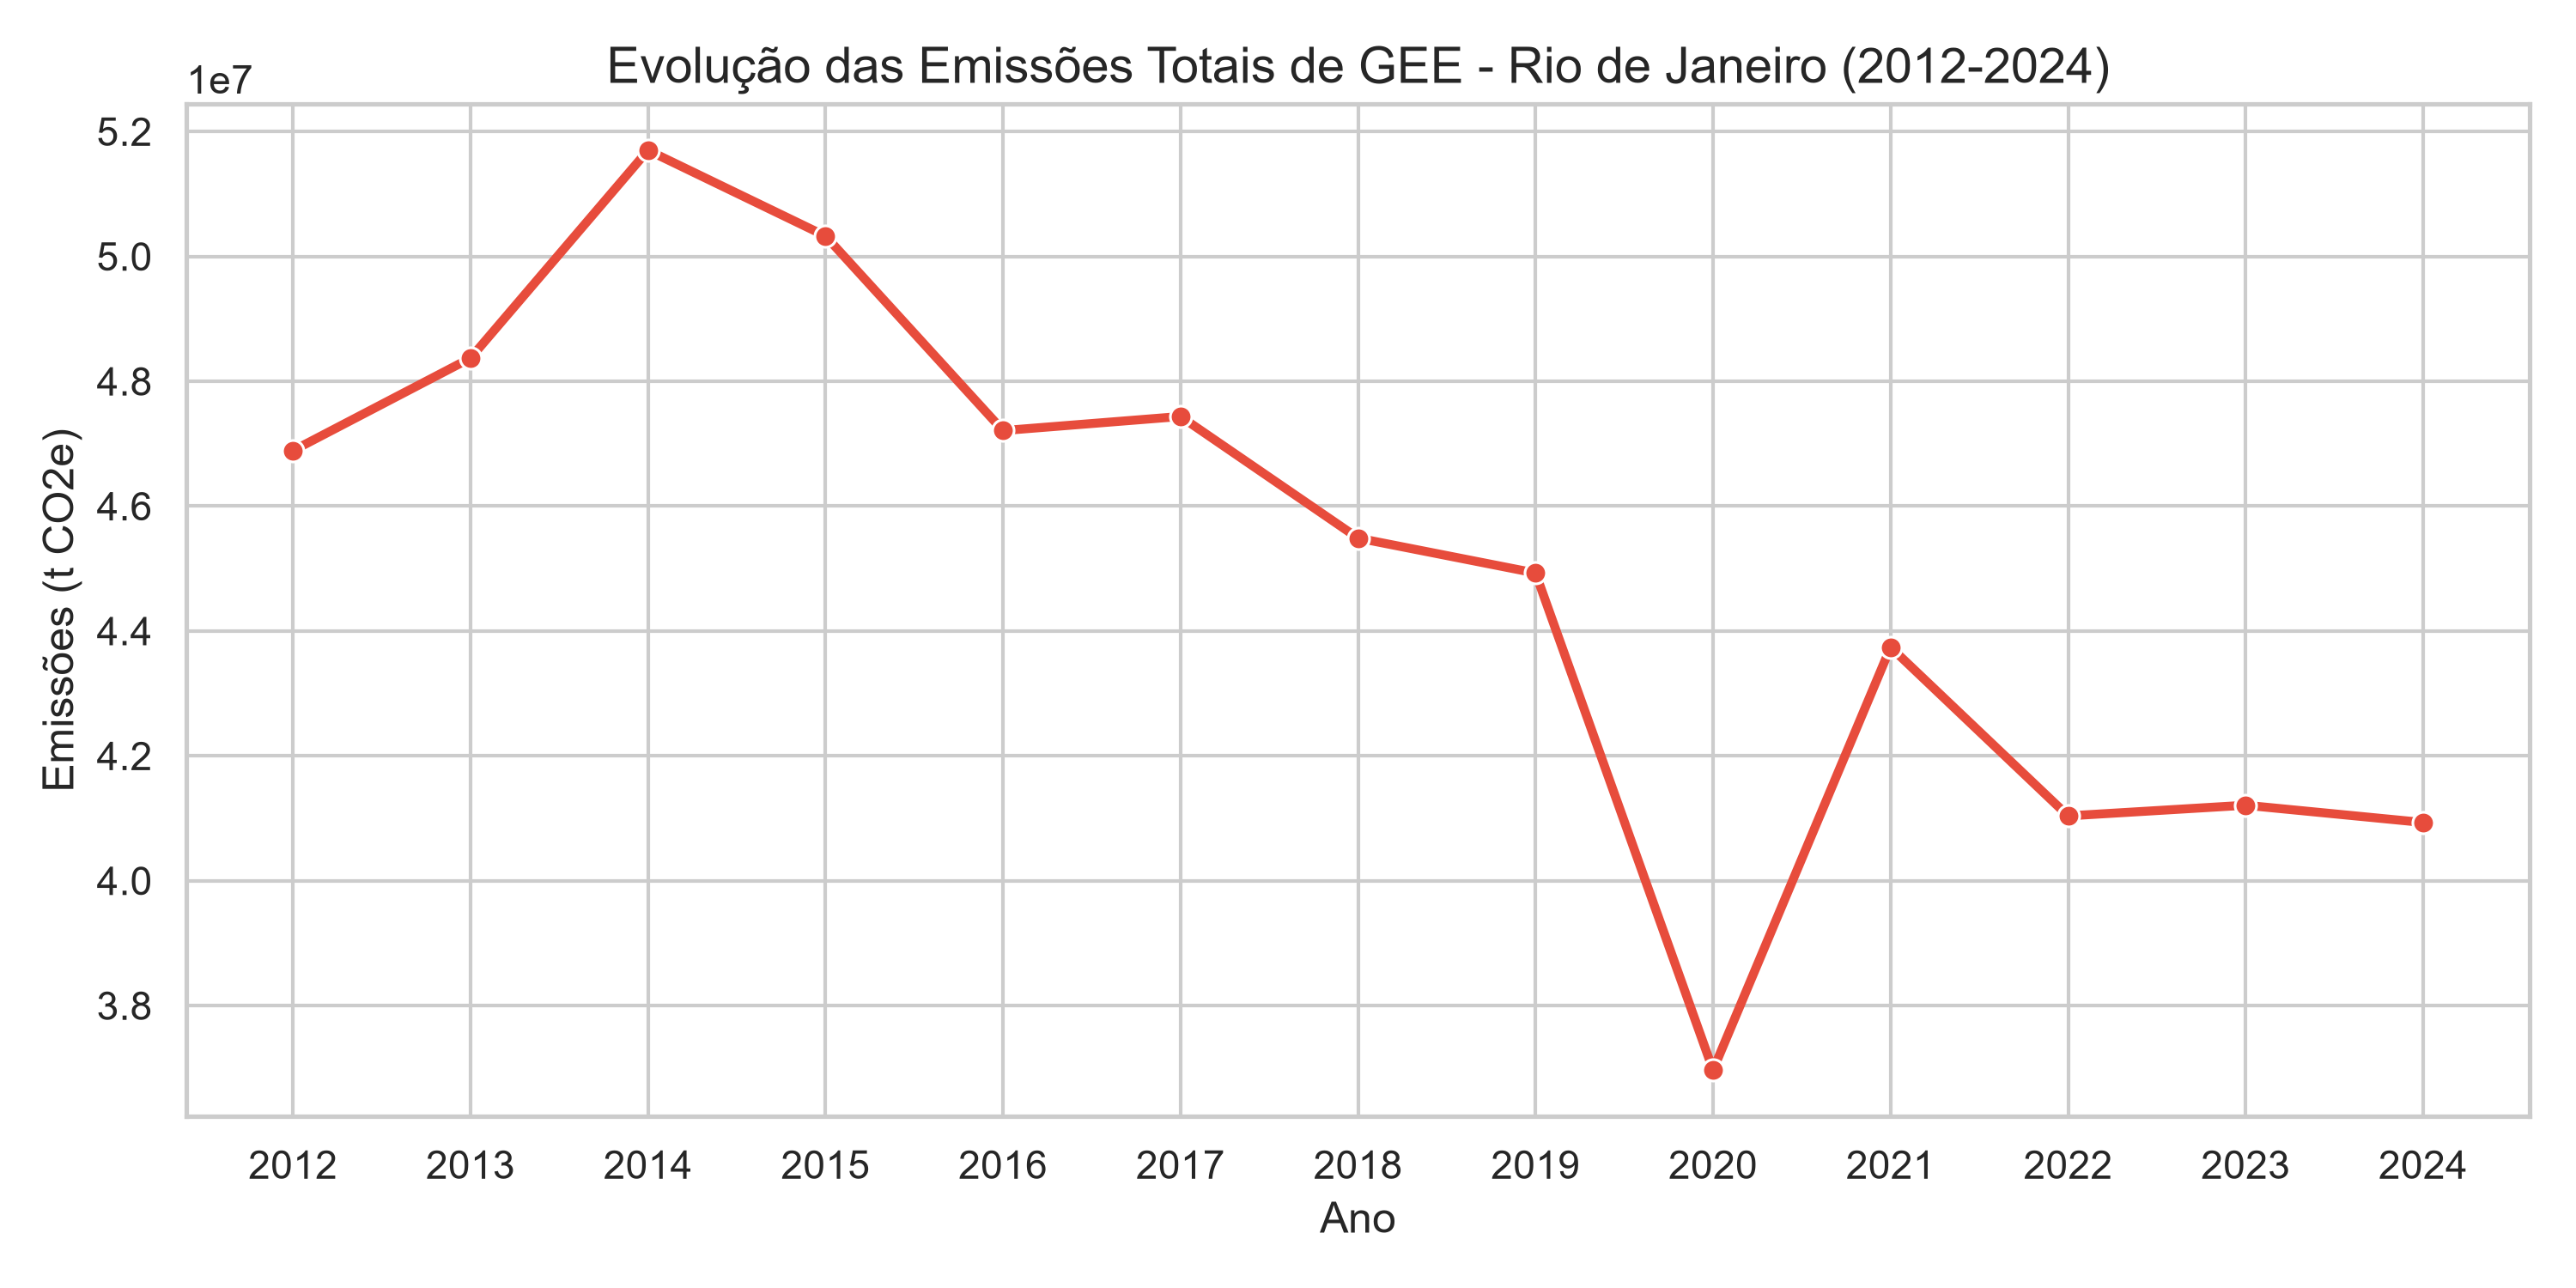 Evolução das Emissões Totais de GEE - Rio de Janeiro (2012-2024)
1e7
5.2
5.0
4.8
4.6
4.4
4.2
4.0
3.8
Emissões (t CO2e)
2012 2013 2014 2015 2016 2017 2018 2019 2020 2021 2022 2023 2024
Ano